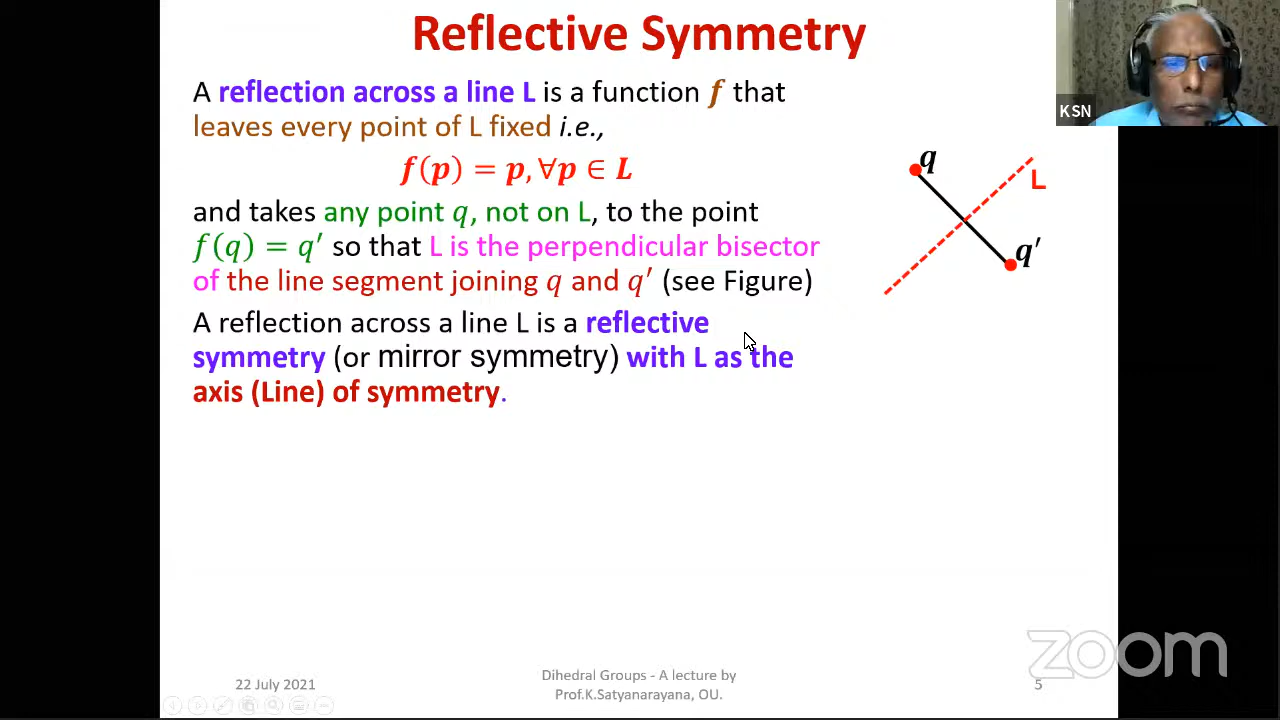 Reflective Symmetry
KSN
A reflection across a line L is a function f that
leaves every point of L fixed i.e.,
f(p) = p, ∀p ∈ L
and takes any point q, not on L, to the point
f(q) = q′ so that L is the perpendicular bisector
of the line segment joining q and q′ (see Figure)
A reflection across a line L is a reflective
symmetry (or mirror symmetry) with L as the
axis (Line) of symmetry.
q
L
q′
zoom
22 July 2021
Dihedral Groups - A lecture by
Prof.K.Satyanarayana, OU.
5